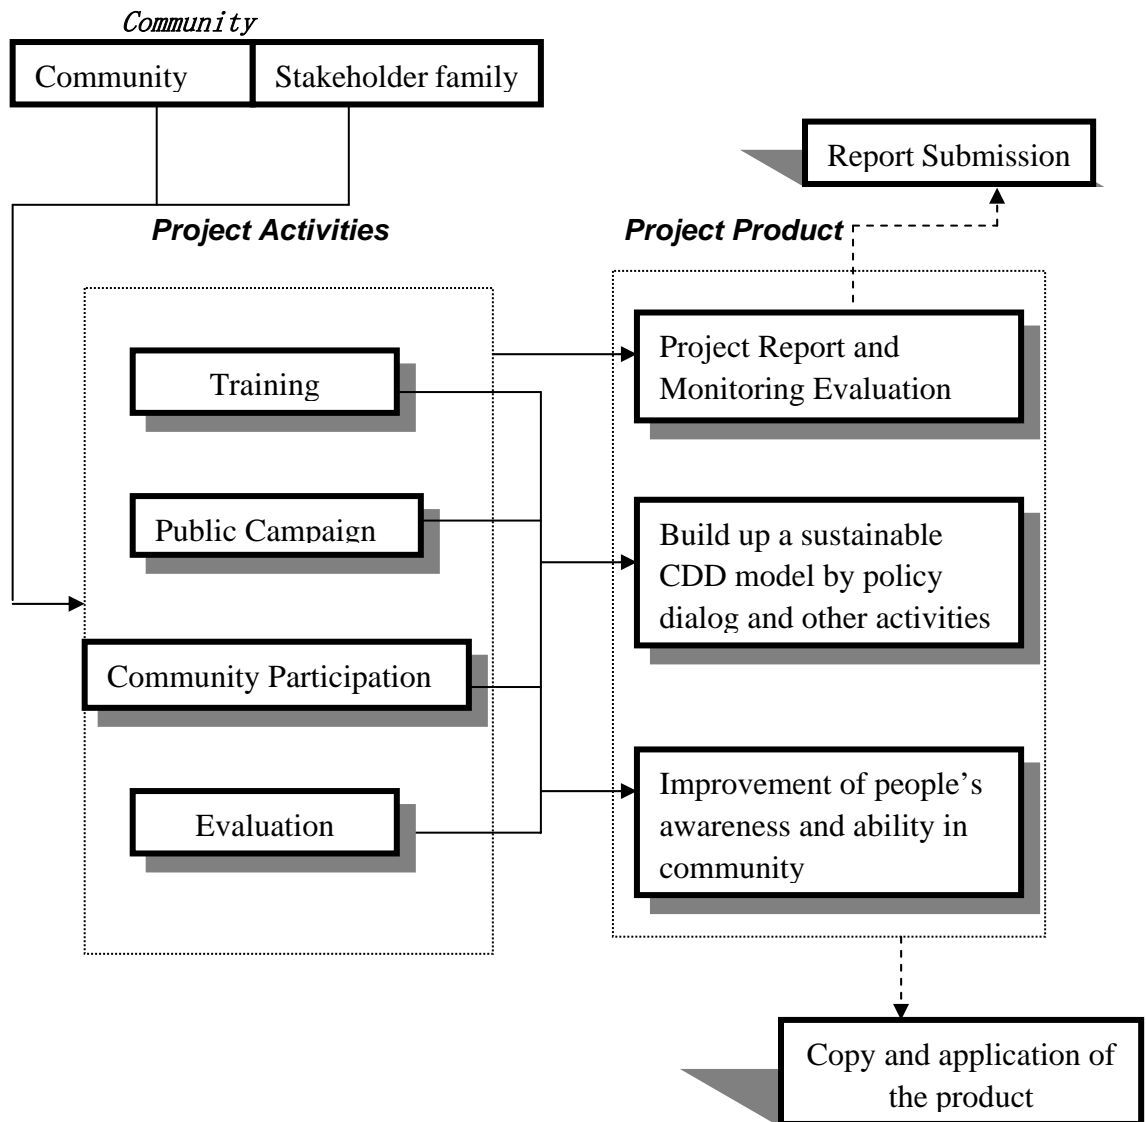 Community
Community
Stakeholder family
Report Submission
Project Activities
Project Product
Training
Public Campaign
Community Participation
Evaluation
Project Report and
Monitoring Evaluation
Build up a sustainable
CDD model by policy
dialog and other activities
Improvement of people’s
awareness and ability in
community
Copy and application of
the product